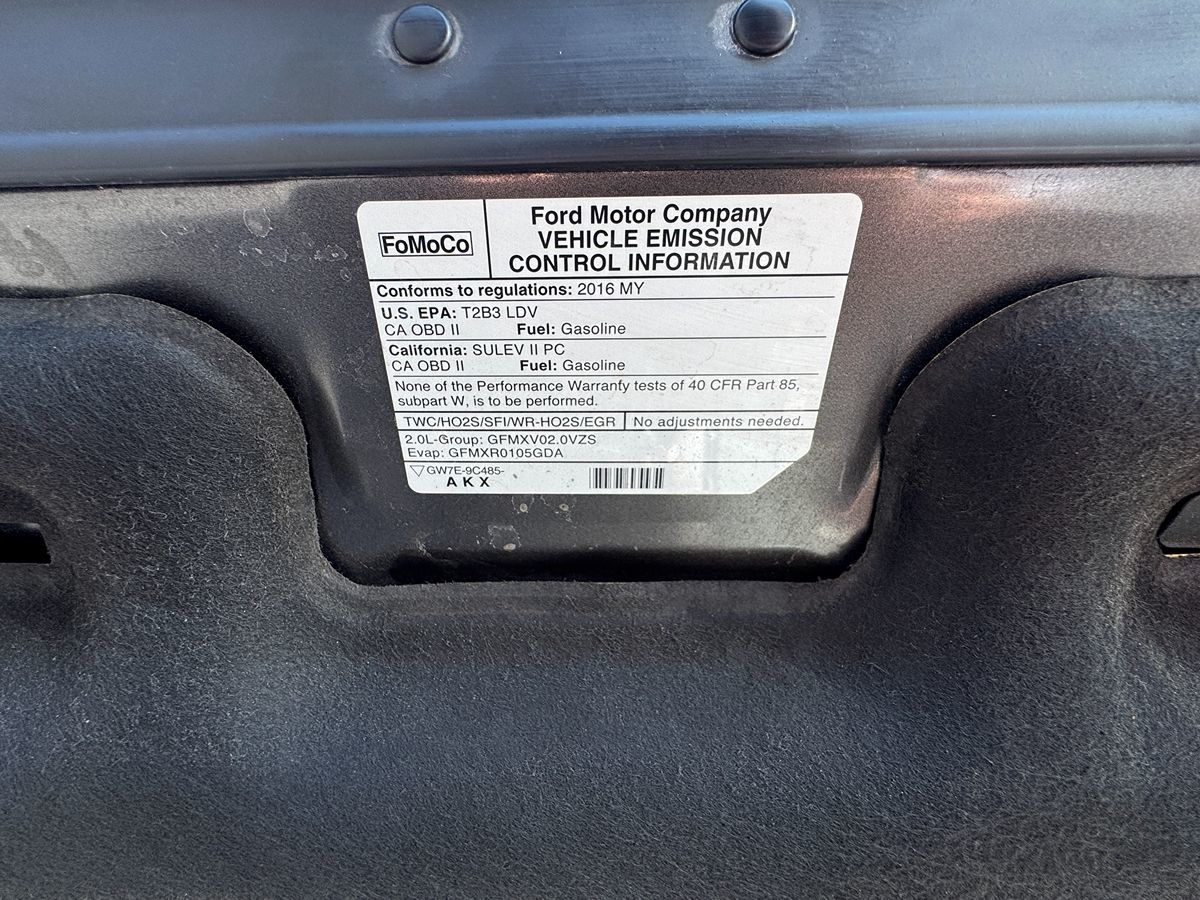 FoMoCo
Ford Motor Company
VEHICLE EMISSION
CONTROL INFORMATION
Conforms to regulations: 2016 MY
U.S. EPA: T2B3 LDV
CA OBD II Fuel: Gasoline
California: SULEV II PC
CA OBD II Fuel: Gasoline
None of the Performance Warranty tests of 40 CFR Part 85,
subpart W, is to be performed.
TWC/HO2S/SFI/WR-HO2S/EGR No adjustments needed.
2.0L-Group: GFMXV02.0VZS
Evap: GFMXR0105GDA
GW7E-9C485-
A K X